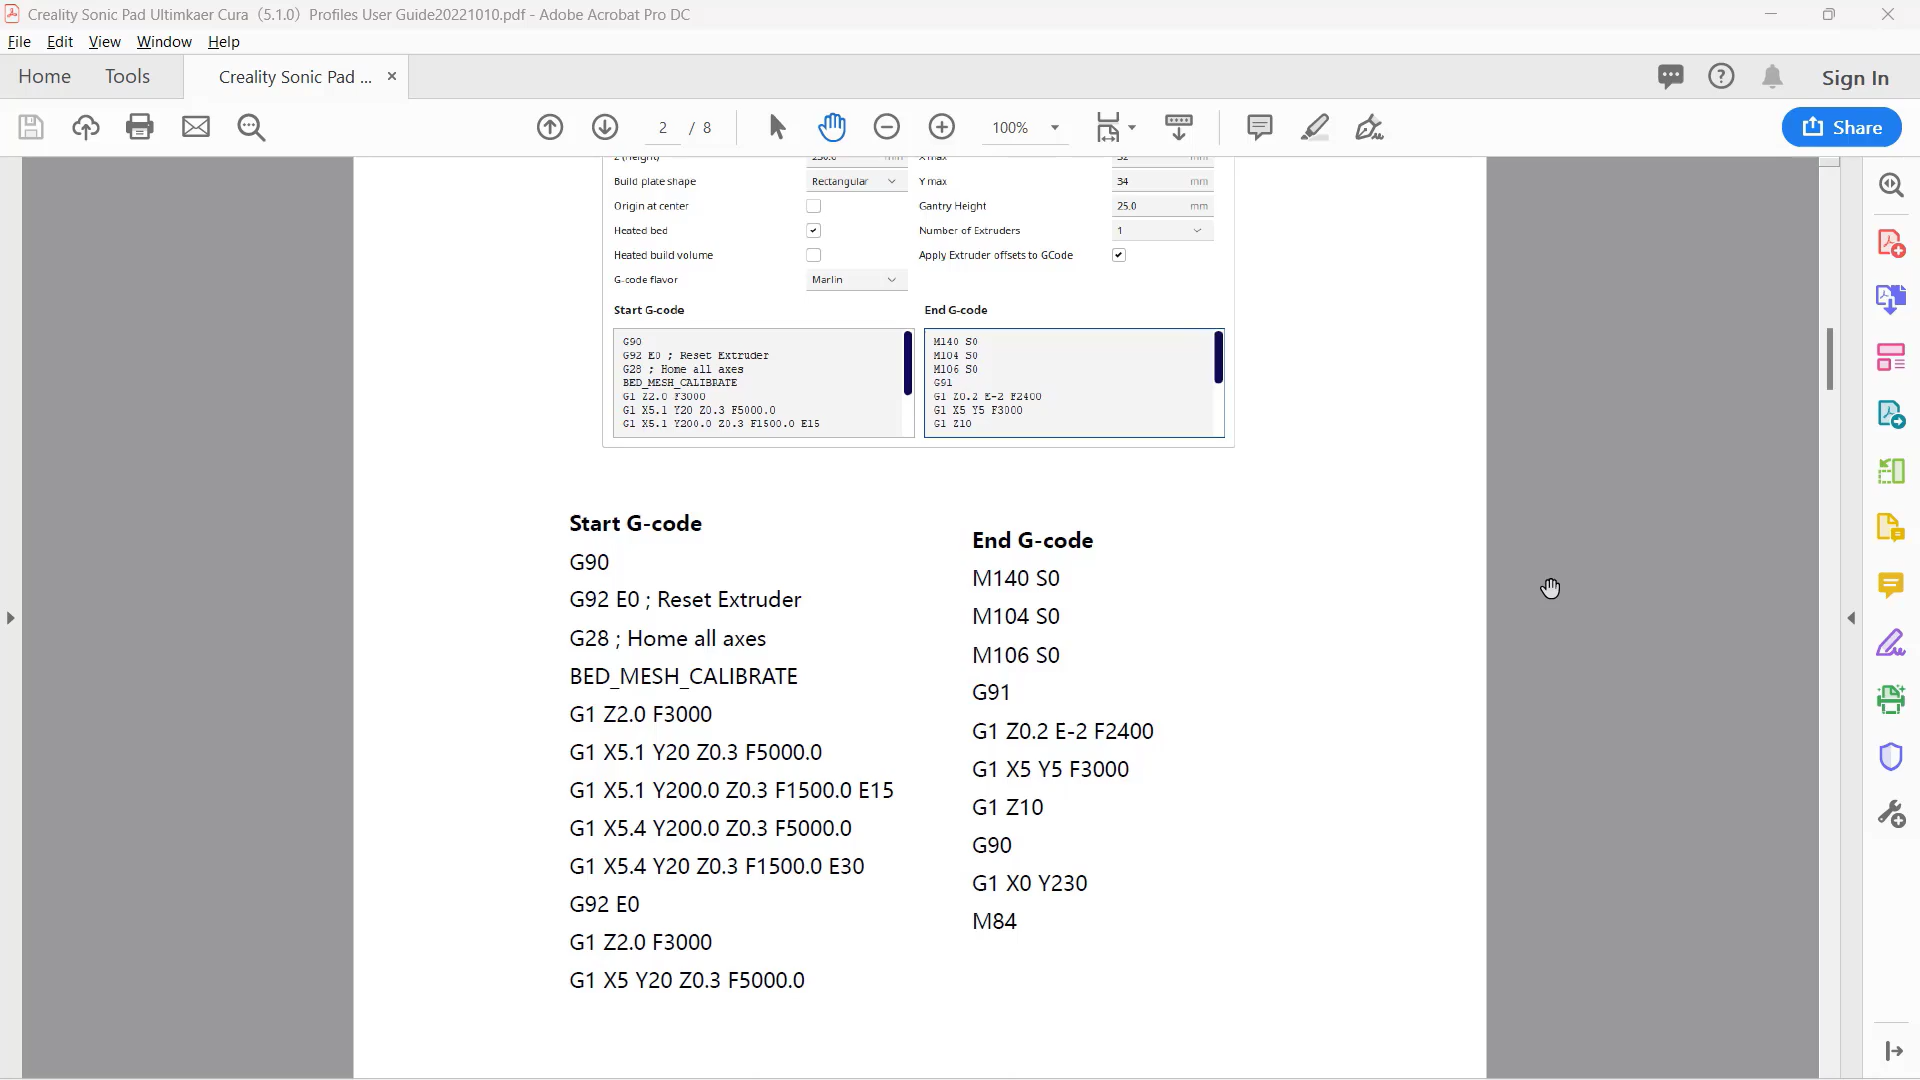 Creality Sonic Pad Ultimkaer Cura（5.1.0）Profiles User Guide20221010.pdf - Adobe Acrobat Pro DC
File Edit View Window Help
Home Tools Creality Sonic Pad ... × Sign In
2 / 8 100% Share
Z (Height) 250.0 mm X max 32 mm
Build plate shape Rectangular Y max 34 mm
Origin at center Gantry Height 25.0 mm
Heated bed Number of Extruders 1
Heated build volume Apply Extruder offsets to GCode
G-code flavor Marlin
Start G-code End G-code
G90
G92 E0 ; Reset Extruder
G28 ; Home all axes
BED_MESH_CALIBRATE
G1 Z2.0 F3000
G1 X5.1 Y20 Z0.3 F5000.0
G1 X5.1 Y200.0 Z0.3 F1500.0 E15
M140 S0
M104 S0
M106 S0
G91
G1 Z0.2 E-2 F2400
G1 X5 Y5 F3000
G1 Z10
Start G-code
G90
G92 E0 ; Reset Extruder
G28 ; Home all axes
BED_MESH_CALIBRATE
G1 Z2.0 F3000
G1 X5.1 Y20 Z0.3 F5000.0
G1 X5.1 Y200.0 Z0.3 F1500.0 E15
G1 X5.4 Y200.0 Z0.3 F5000.0
G1 X5.4 Y20 Z0.3 F1500.0 E30
G92 E0
G1 Z2.0 F3000
G1 X5 Y20 Z0.3 F5000.0
End G-code
M140 S0
M104 S0
M106 S0
G91
G1 Z0.2 E-2 F2400
G1 X5 Y5 F3000
G1 Z10
G90
G1 X0 Y230
M84